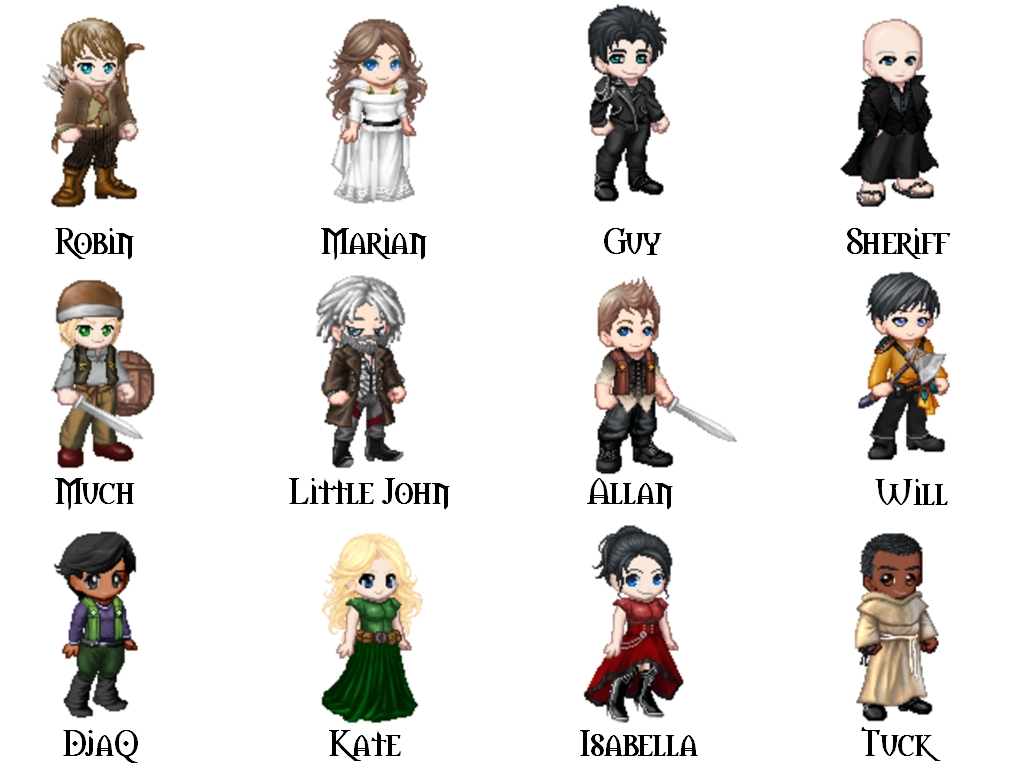 Robin Marian Guy Sheriff
Much Little John Allan Will
DjaQ Kate Isabella Tuck